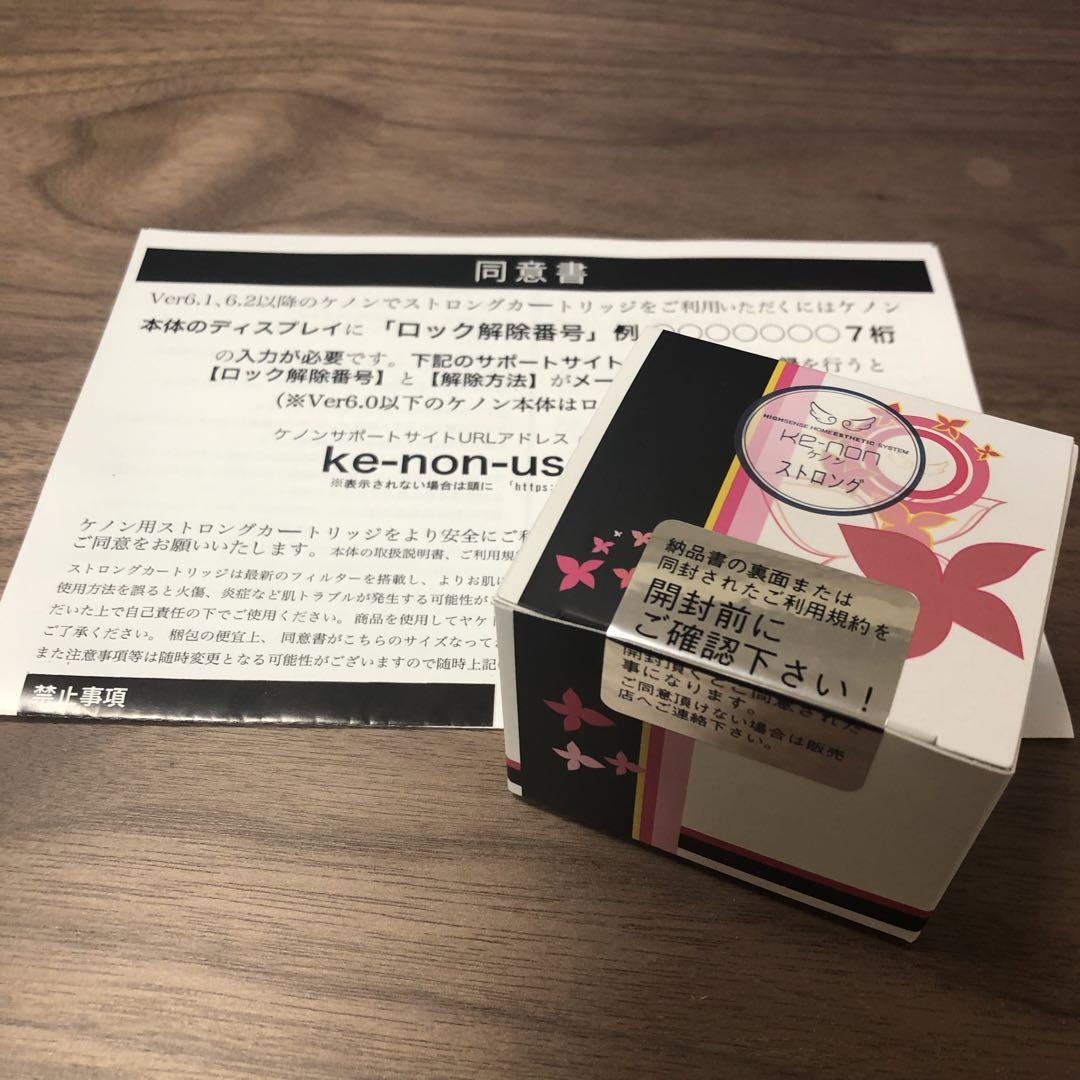 同意書
Ver6.1、6.2以降のケノンでストロングカートリッジをご利用いただくにはケノン
本体のディスプレイに「ロック解除番号」例 ○○○○○○○7桁
の入力が必要です。下記のサポートサイト を行うと
【ロック解除番号】と【解除方法】がメー
(※Ver6.0以下のケノン本体はロ
ケノンサポートサイトURLアドレス
ke-non-us
※表示されない場合は頭に 「https:
ケノン用ストロングカートリッジをより安全にご利
ご同意をお願いいたします。本体の取扱説明書、ご利用規
ストロングカートリッジは最新のフィルターを搭載し、よりお肌に
使用方法を誤ると火傷、炎症など肌トラブルが発生する可能性が
だいた上で自己責任の下でご使用ください。商品を使用してヤケド
ご了承ください。梱包の便宜上、同意書がこちらのサイズなってお
また注意事項等は随時変更となる可能性がございますので随時上記
禁止事項
HIGHSENSE HOMEESTHETIC SYSTEM
ke-non
ケノン
ストロング
納品書の裏面または
同封されたご利用規約を
開封前に
ご確認下さい!
開封頂くとご同意された
事になります。
ご同意頂けない場合は販売
店へご連絡下さい。